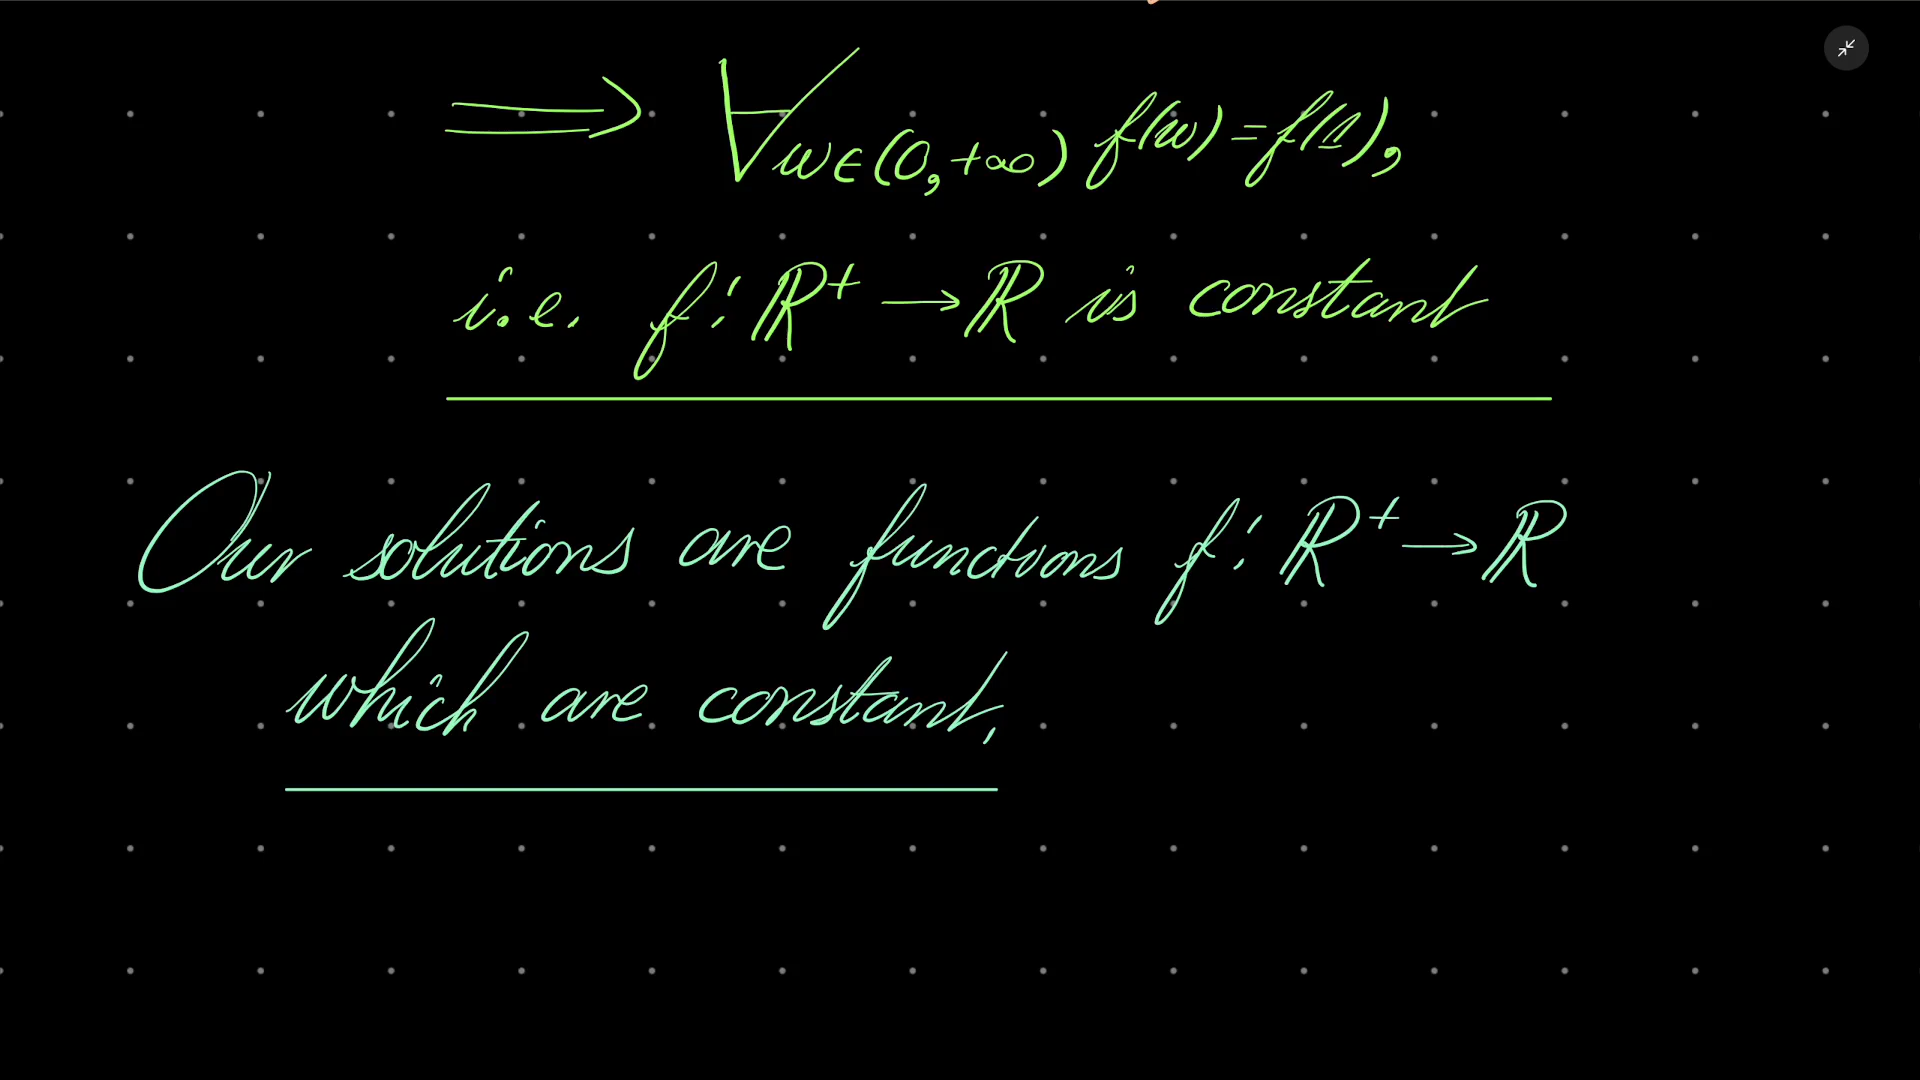 ⟹ ∀w∈(0,+∞) f(w)=f(1),
i.e. f: ℝ⁺ → ℝ is constant
Our solutions are functions f: ℝ⁺ → ℝ
which are constant.